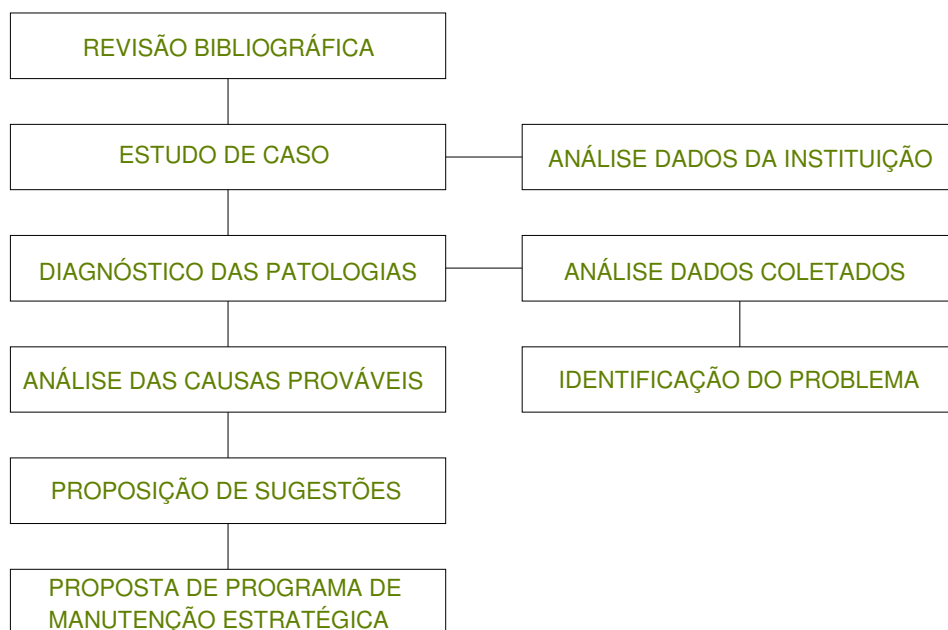 REVISÃO BIBLIOGRÁFICA
ESTUDO DE CASO
ANÁLISE DADOS DA INSTITUIÇÃO
DIAGNÓSTICO DAS PATOLOGIAS
ANÁLISE DADOS COLETADOS
ANÁLISE DAS CAUSAS PROVÁVEIS
IDENTIFICAÇÃO DO PROBLEMA
PROPOSIÇÃO DE SUGESTÕES
PROPOSTA DE PROGRAMA DE
MANUTENÇÃO ESTRATÉGICA